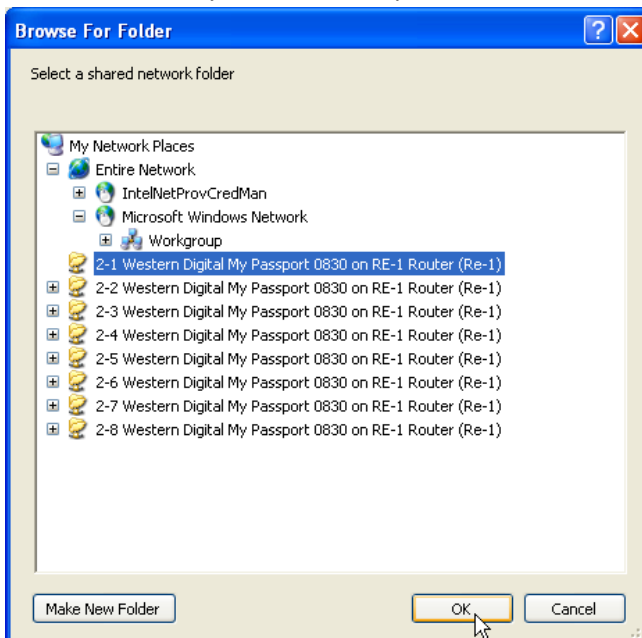 Browse For Folder
Select a shared network folder
My Network Places
Entire Network
IntelNetProvCredMan
Microsoft Windows Network
Workgroup
2-1 Western Digital My Passport 0830 on RE-1 Router (Re-1)
2-2 Western Digital My Passport 0830 on RE-1 Router (Re-1)
2-3 Western Digital My Passport 0830 on RE-1 Router (Re-1)
2-4 Western Digital My Passport 0830 on RE-1 Router (Re-1)
2-5 Western Digital My Passport 0830 on RE-1 Router (Re-1)
2-6 Western Digital My Passport 0830 on RE-1 Router (Re-1)
2-7 Western Digital My Passport 0830 on RE-1 Router (Re-1)
2-8 Western Digital My Passport 0830 on RE-1 Router (Re-1)
Make New Folder OK Cancel